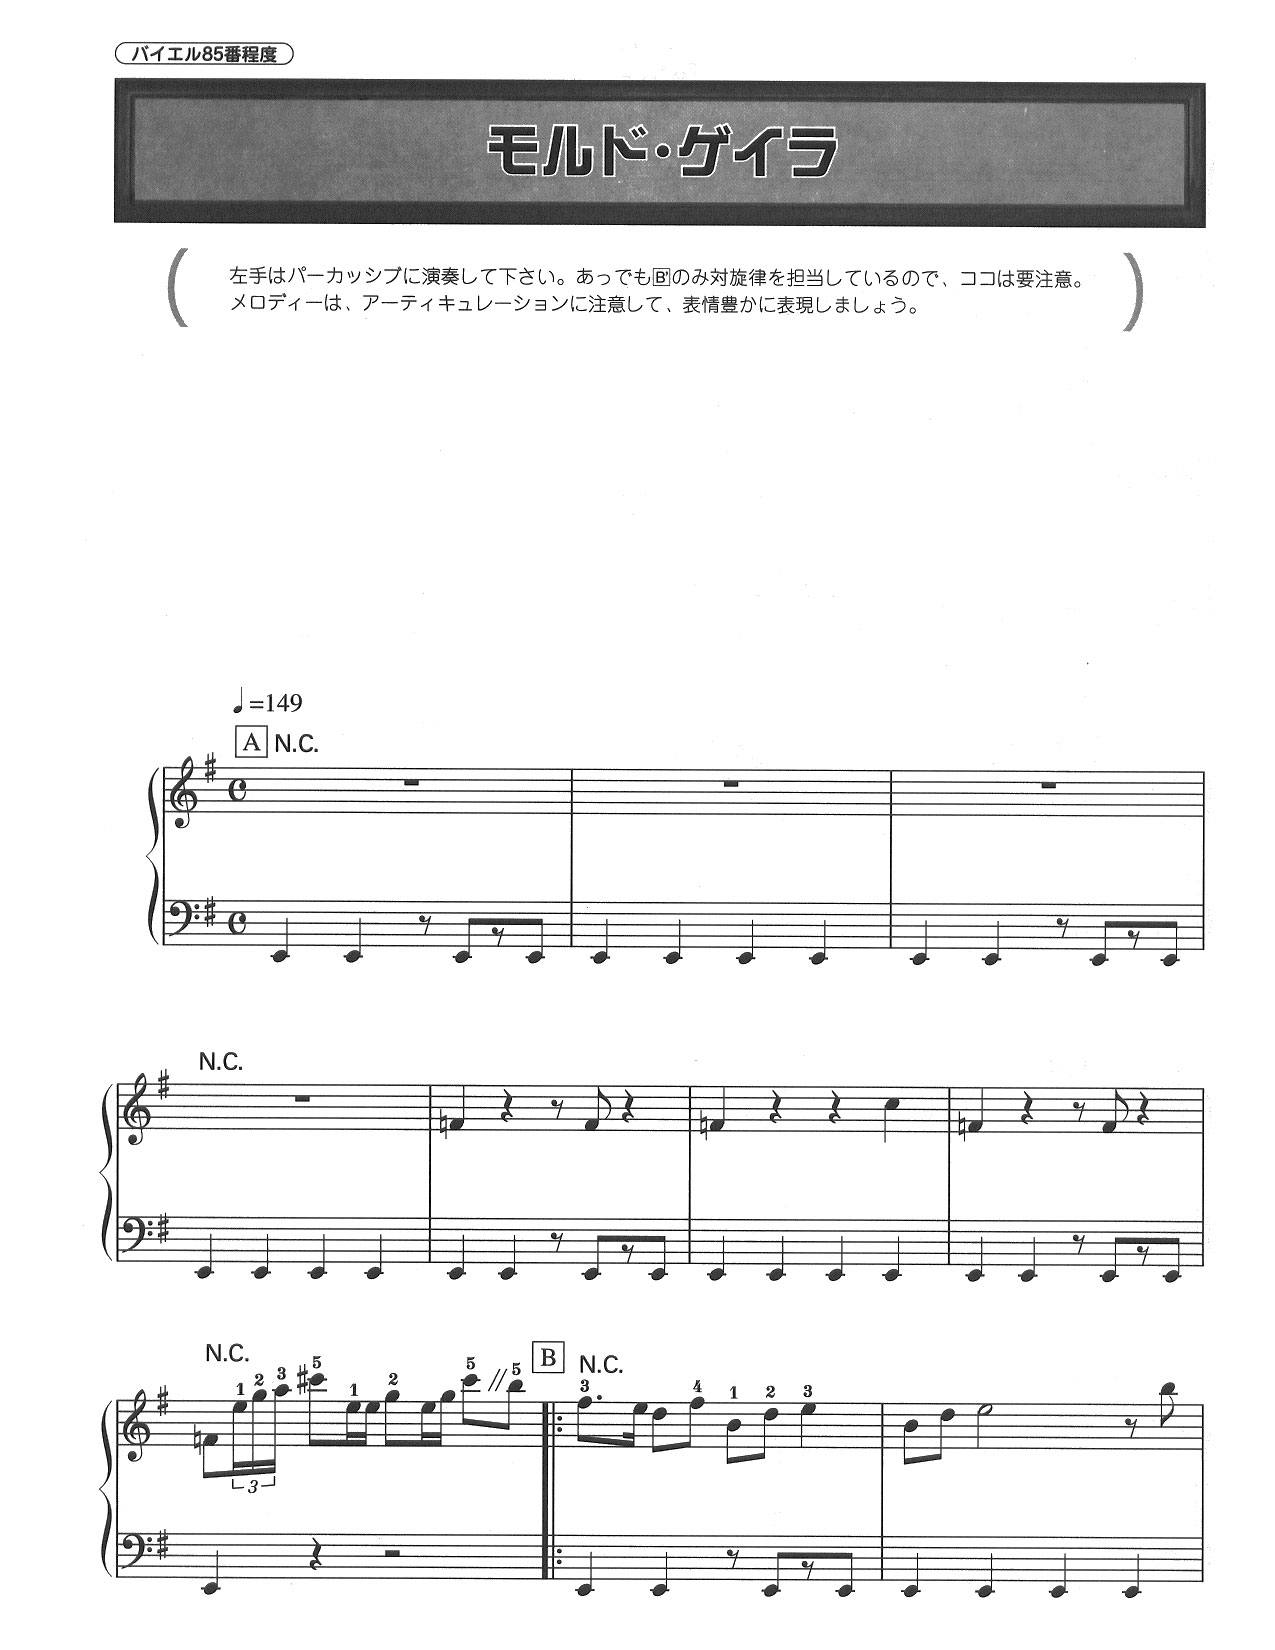 バイエル85番程度
モルド・ゲイラ
左手はパーカッシブに演奏して下さい。あっでもB'のみ対旋律を担当しているので、ココは要注意。
メロディーは、アーティキュレーションに注意して、表情豊かに表現しましょう。
♩=149
A N.C.
N.C.
N.C.
1 2 3 5 1 2 5 5
3
B N.C.
3 4 1 2 3